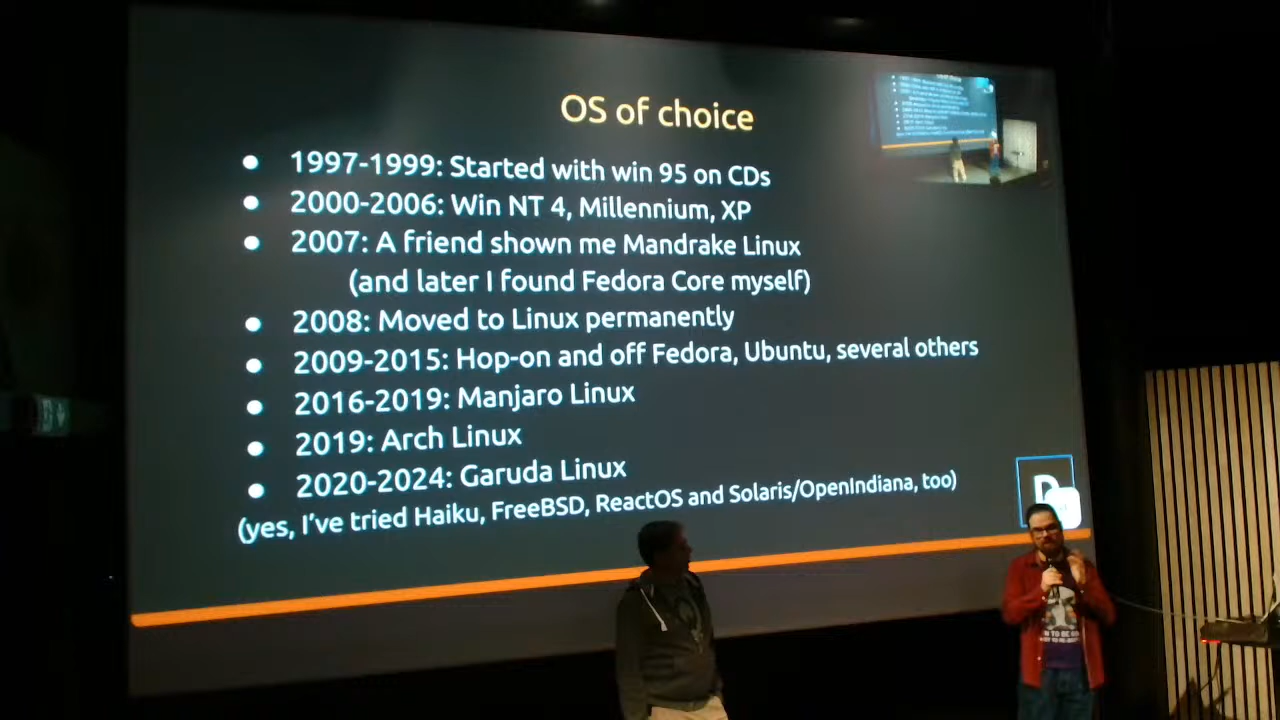 OS of choice
● 1997-1999: Started with win 95 on CDs
● 2000-2006: Win NT 4, Millennium, XP
● 2007: A friend shown me Mandrake Linux
(and later I found Fedora Core myself)
● 2008: Moved to Linux permanently
● 2009-2015: Hop-on and off Fedora, Ubuntu, several others
● 2016-2019: Manjaro Linux
● 2019: Arch Linux
● 2020-2024: Garuda Linux
(yes, I've tried Haiku, FreeBSD, ReactOS and Solaris/OpenIndiana, too)